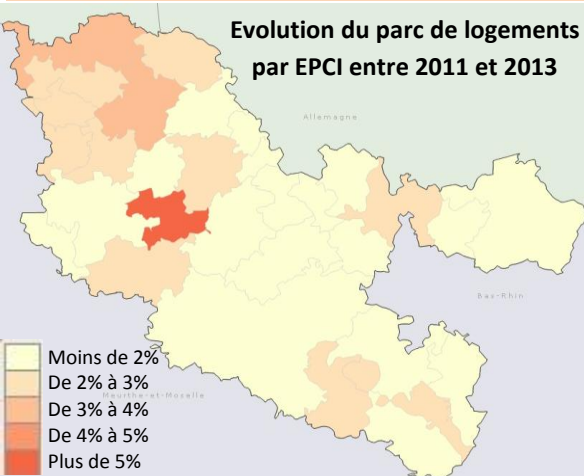 Evolution du parc de logements
par EPCI entre 2011 et 2013
Allemagne
Bas-Rhin
Moins de 2%
De 2% à 3%
Meurthe-et-Moselle
De 3% à 4%
De 4% à 5%
Plus de 5%